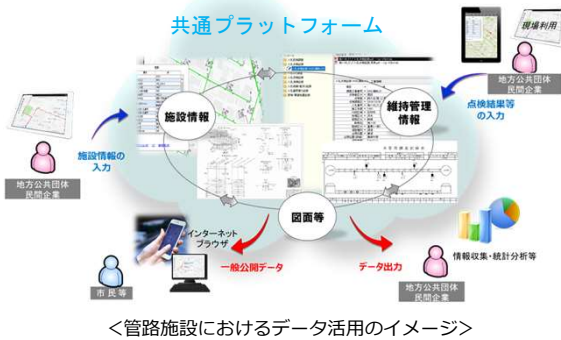 共通プラットフォーム
現場利用
地方公共団体
民間企業
点検結果等
の入力
施設情報
維持管理
情報
施設情報の
入力
地方公共団体
民間企業
図面等
インターネット
ブラウザ
一般公開データ
データ出力
情報収集・統計分析等
市民等
地方公共団体
民間企業
<管路施設におけるデータ活用のイメージ>